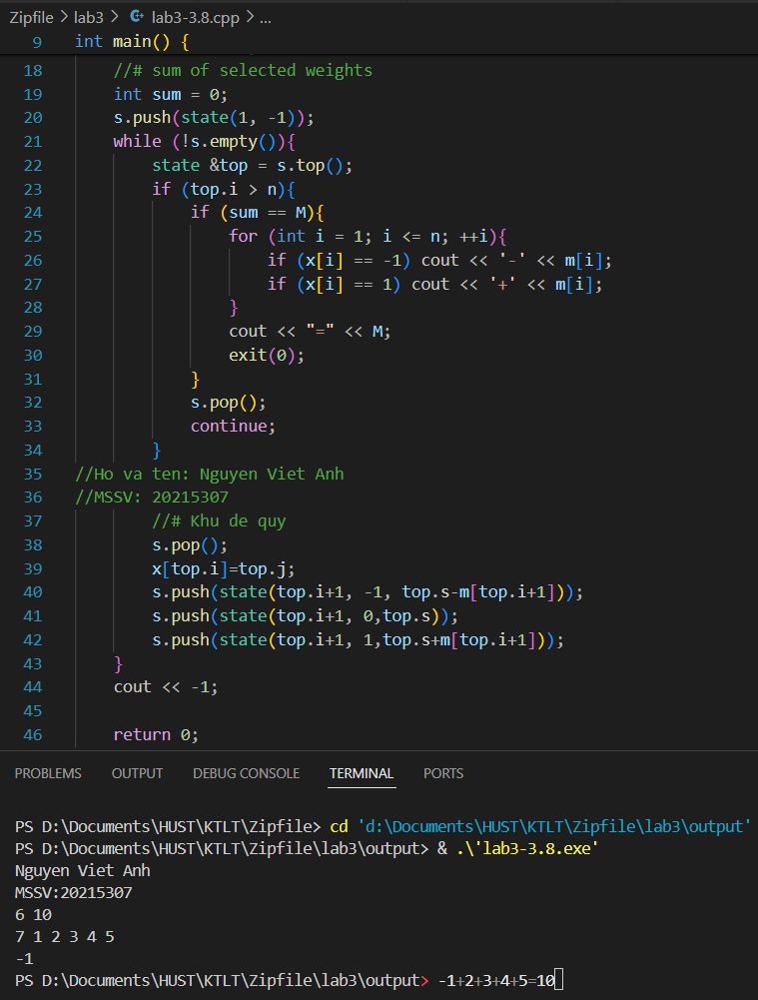 Zipfile > lab3 > lab3-3.8.cpp > ...
9 int main() {
18 //# sum of selected weights
19 int sum = 0;
20 s.push(state(1, -1));
21 while (!s.empty()){
22 state &top = s.top();
23 if (top.i > n){
24 if (sum == M){
25 for (int i = 1; i <= n; ++i){
26 if (x[i] == -1) cout << '-' << m[i];
27 if (x[i] == 1) cout << '+' << m[i];
28 }
29 cout << "=" << M;
30 exit(0);
31 }
32 s.pop();
33 continue;
34 }
35 //Ho va ten: Nguyen Viet Anh
36 //MSSV: 20215307
37 //# Khu de quy
38 s.pop();
39 x[top.i]=top.j;
40 s.push(state(top.i+1, -1, top.s-m[top.i+1]));
41 s.push(state(top.i+1, 0,top.s));
42 s.push(state(top.i+1, 1,top.s+m[top.i+1]));
43 }
44 cout << -1;
45
46 return 0;
PROBLEMS OUTPUT DEBUG CONSOLE TERMINAL PORTS
PS D:\Documents\HUST\KTLT\Zipfile> cd 'd:\Documents\HUST\KTLT\Zipfile\lab3\output'
PS D:\Documents\HUST\KTLT\Zipfile\lab3\output> & .\'lab3-3.8.exe'
Nguyen Viet Anh
MSSV:20215307
6 10
7 1 2 3 4 5
-1
PS D:\Documents\HUST\KTLT\Zipfile\lab3\output> -1+2+3+4+5=10